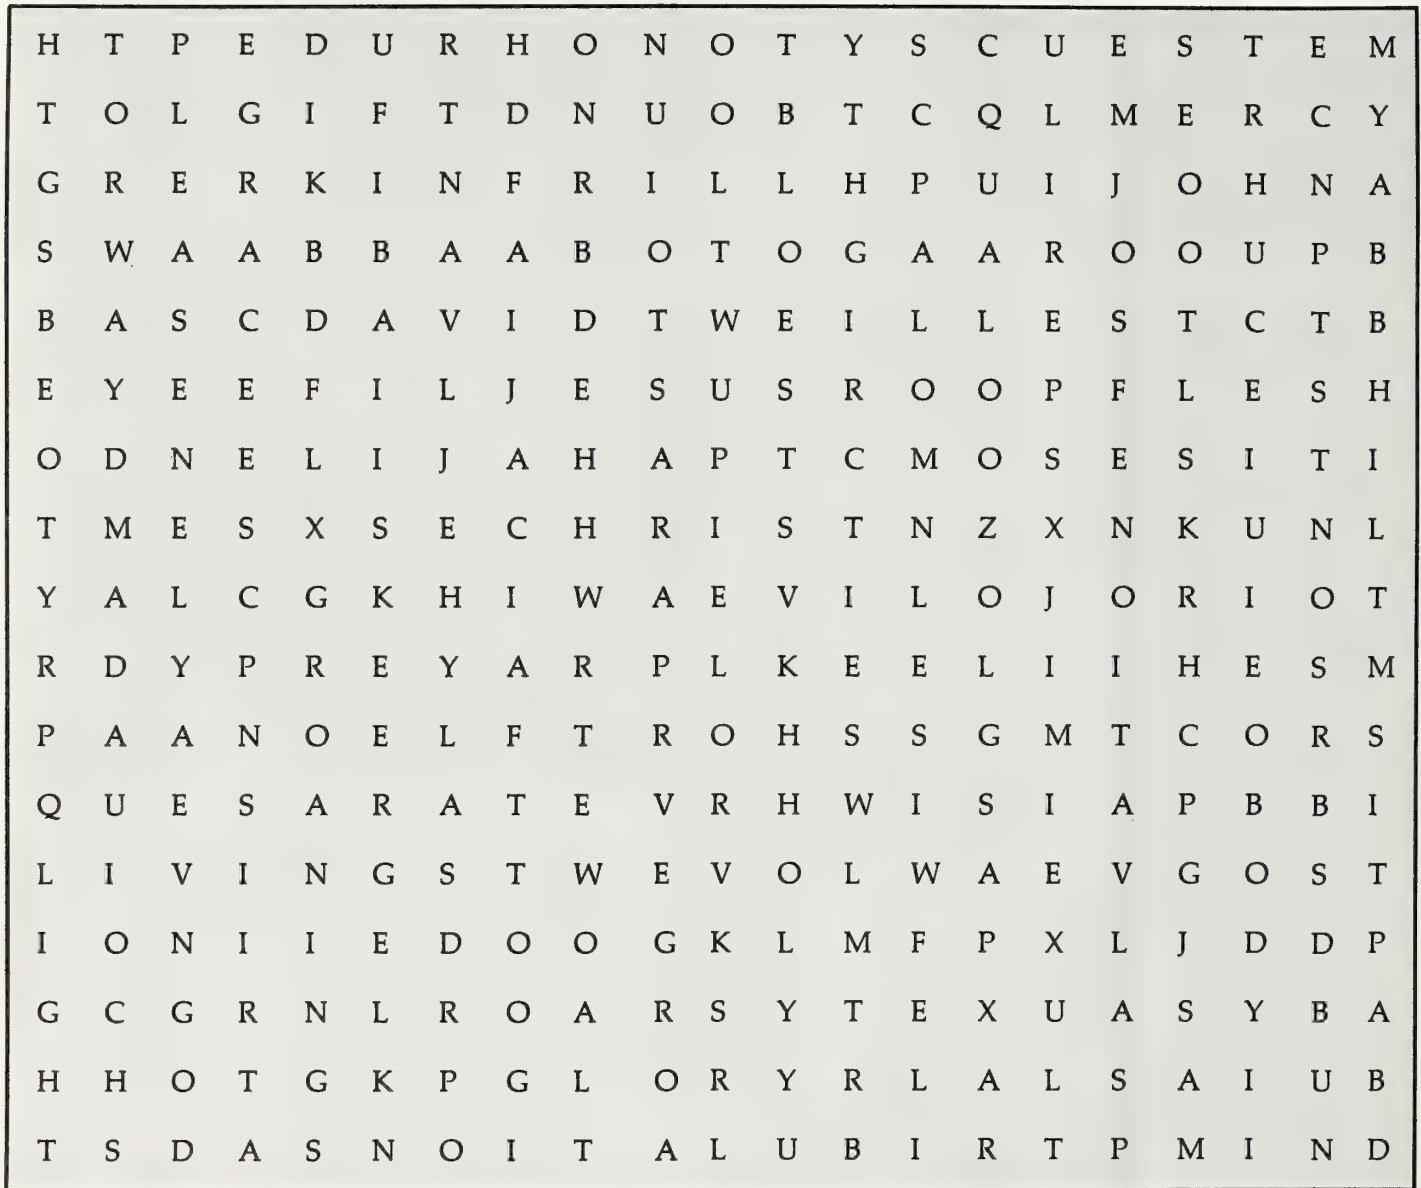 H T P E D U R H O N O T Y S C U E S T E M
T O L G I F T D N U O B T C Q L M E R C Y
G R E R K I N F R I L L H P U I J O H N A
S W A A B B A A B O T O G A A R O O U P B
B A S C D A V I D T W E I L L E S T C T B
E Y E E F I L J E S U S R O O P F L E S H
O D N E L I J A H A P T C M O S E S I T I
T M E S X S E C H R I S T N Z X N K U N L
Y A L C G K H I W A E V I L O J O R I O T
R D Y P R E Y A R P L K E E L I I H E S M
P A A N O E L F T R O H S S G M T C O R S
Q U E S A R A T E V R H W I S I A P B B I
L I V I N G S T W E V O L W A E V G O S T
I O N I I E D O O G K L M F P X L J D D P
G C G R N L R O A R S Y T E X U A S Y B A
H H O T G K P G L O R Y R L A L S A I U B
T S D A S N O I T A L U B I R T P M I N D